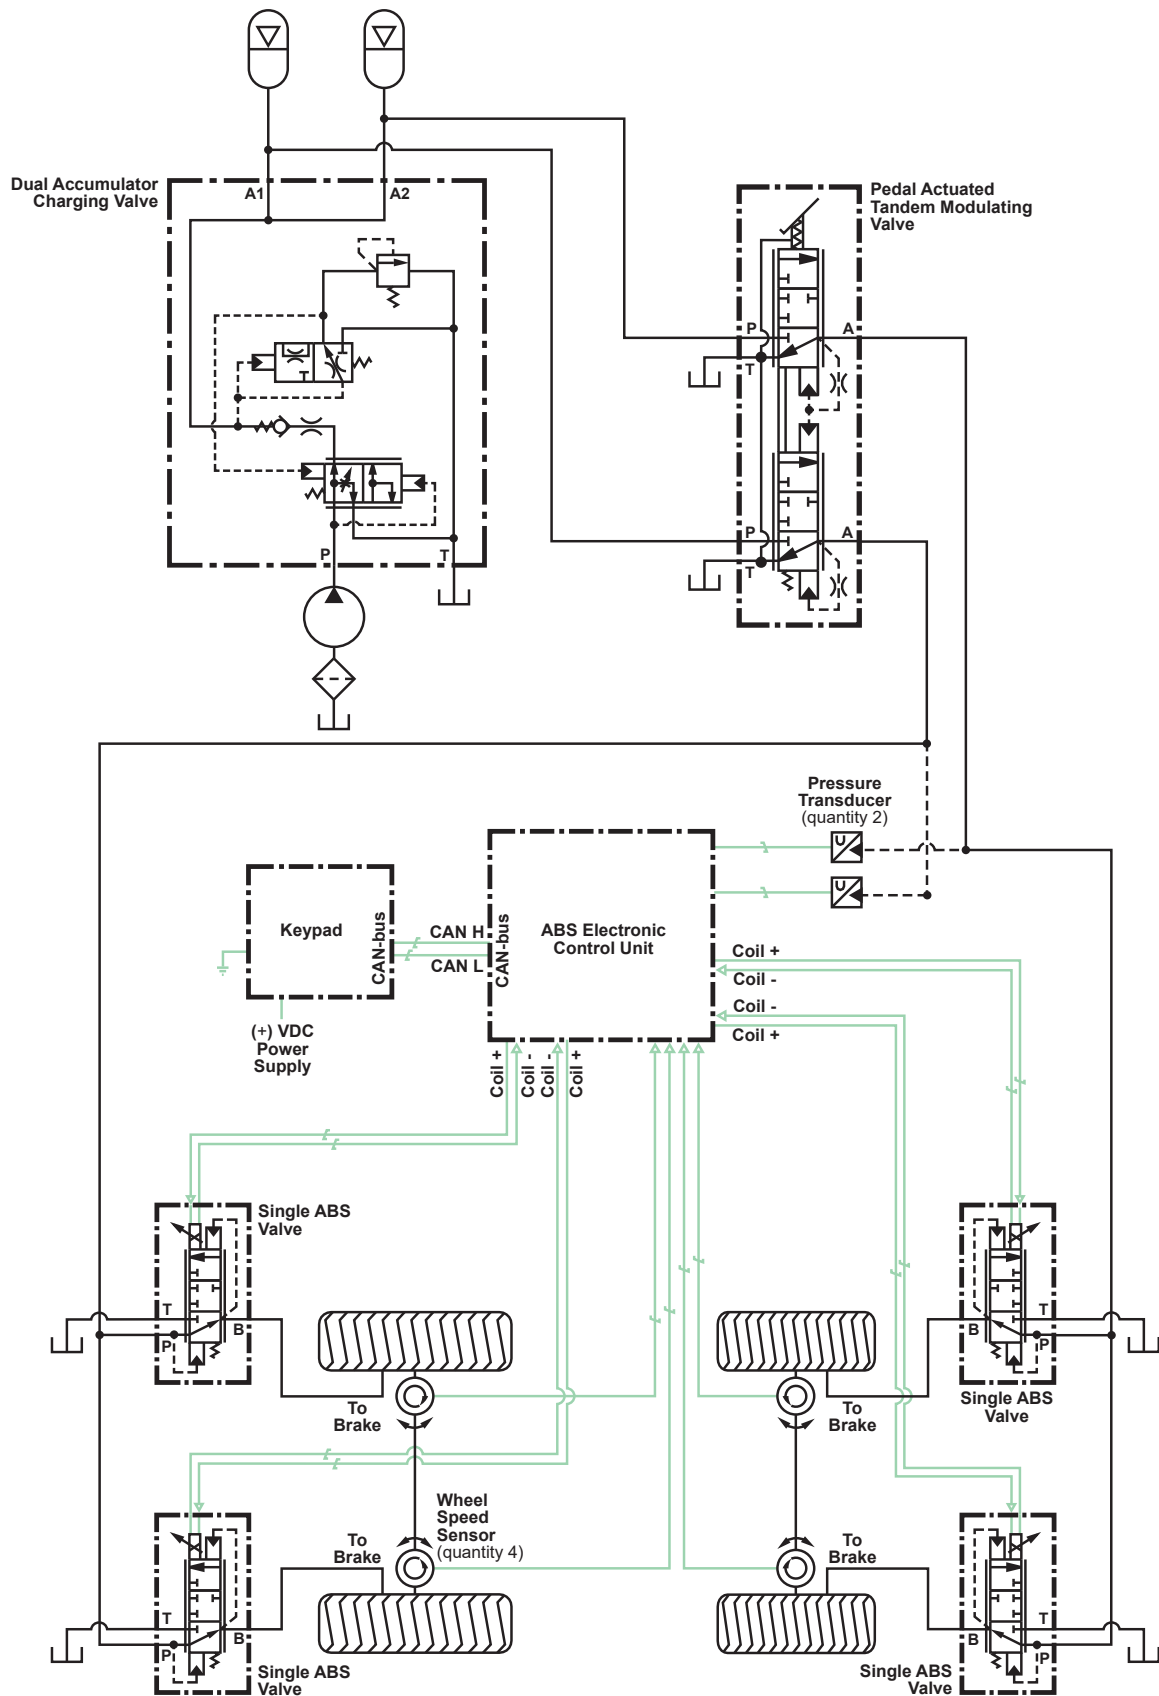 Dual Accumulator
Charging Valve
A1
A2
P
T
Pedal Actuated
Tandem Modulating
Valve
P
A
T
P
A
T
Pressure
Transducer
(quantity 2)
U
U
Keypad
CAN-bus
CAN H
CAN L
CAN-bus
ABS Electronic
Control Unit
Coil +
Coil -
Coil -
Coil +
(+) VDC
Power
Supply
Coil +
Coil -
Coil -
Coil +
Single ABS
Valve
T
P
B
To
Brake
To
Brake
B
T
P
Single ABS
Valve
Wheel
Speed
Sensor
(quantity 4)
To
Brake
To
Brake
T
P
B
Single ABS
Valve
B
T
P
Single ABS
Valve